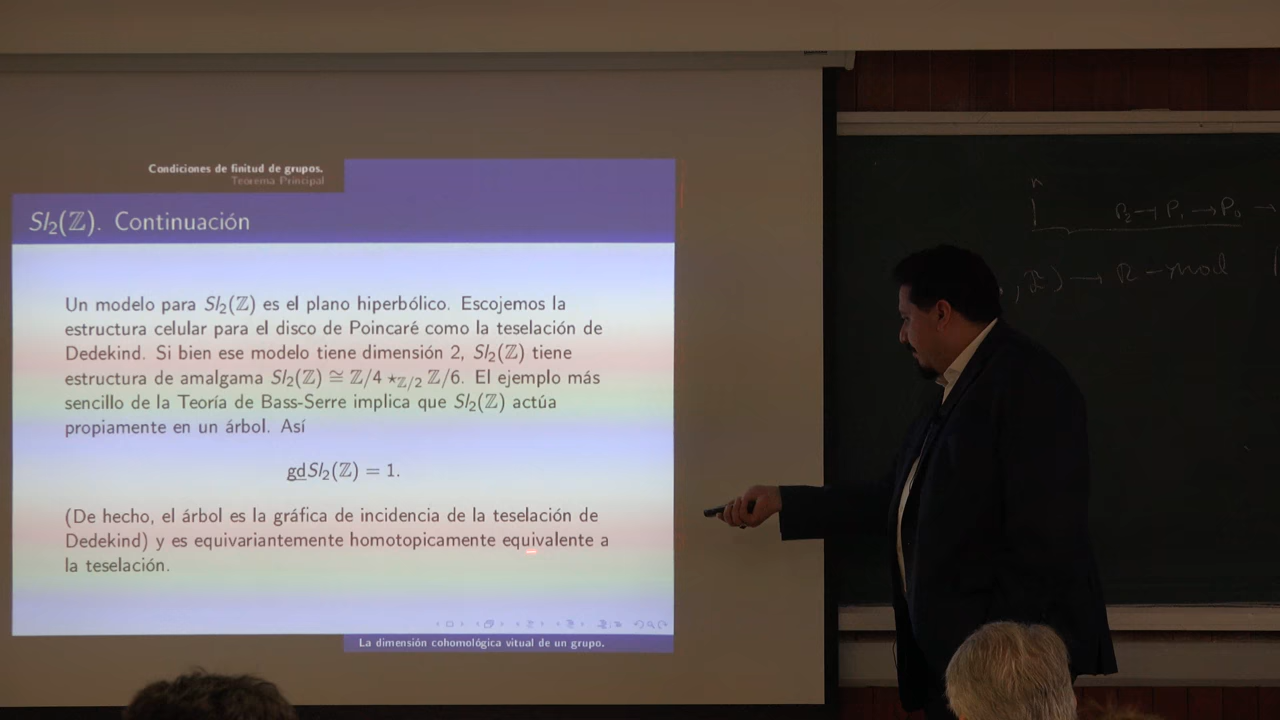 Condiciones de finitud de grupos.
Teorema Principal
Sl₂(ℤ). Continuación
Un modelo para Sl₂(ℤ) es el plano hiperbólico. Escojemos la
estructura celular para el disco de Poincaré como la teselación de
Dedekind. Si bien ese modelo tiene dimensión 2, Sl₂(ℤ) tiene
estructura de amalgama Sl₂(ℤ) ≅ ℤ/4 ⋆_ℤ/2 ℤ/6. El ejemplo más
sencillo de la Teoría de Bass-Serre implica que Sl₂(ℤ) actúa
propiamente en un árbol. Así
gdSl₂(ℤ) = 1.
(De hecho, el árbol es la gráfica de incidencia de la teselación de
Dedekind) y es equivariantemente homotopicamente equivalente a
la teselación.
La dimensión cohomológica vitual de un grupo.
n
P₂ → P₁ → P₀ →
) → R-mod